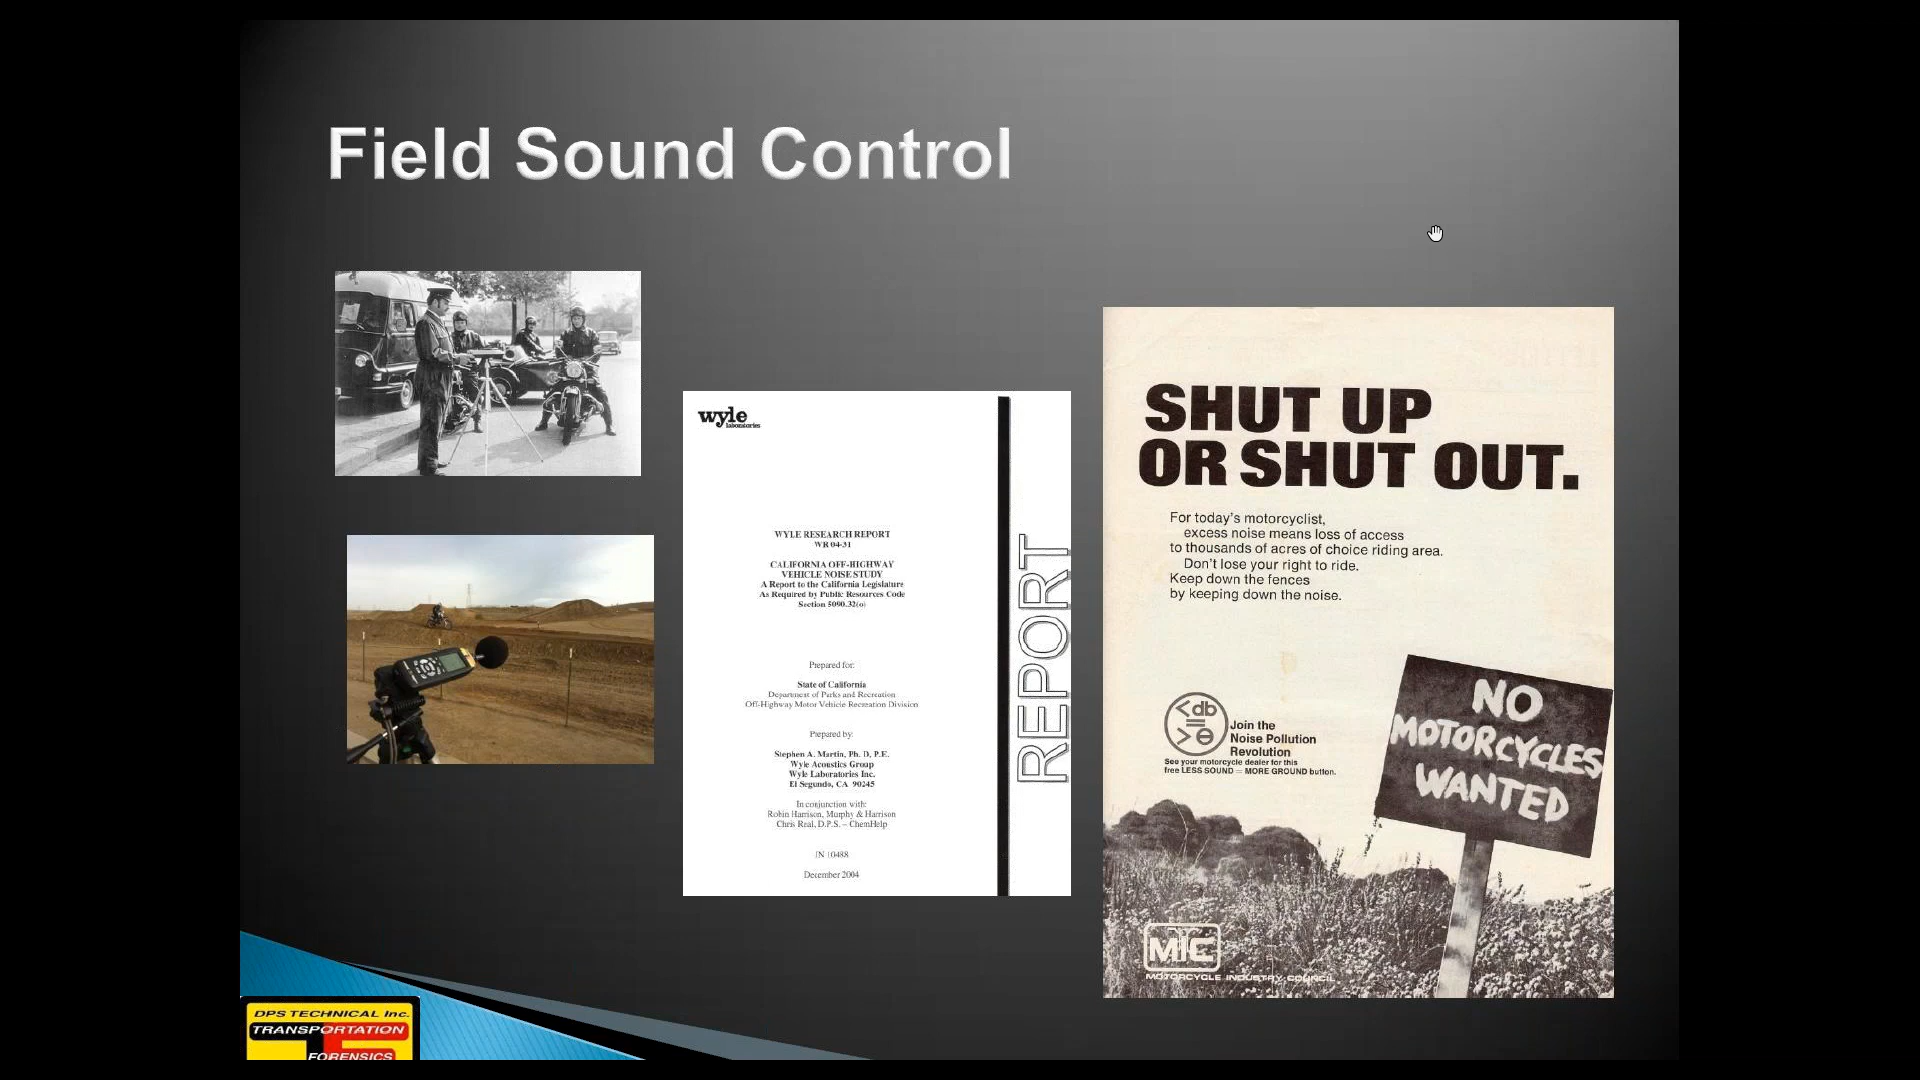 Field Sound Control
wyle
laboratories
WYLE RESEARCH REPORT
WR 04-31
CALIFORNIA OFF-HIGHWAY
VEHICLE NOISE STUDY
A Report to the California Legislature
As Required by Public Resources Code
Section 5090.32(o)
Prepared for:
State of California
Department of Parks and Recreation
Off-Highway Motor Vehicle Recreation Division
Prepared by:
Stephen A. Martin, Ph. D, P.E.
Wyle Acoustics Group
Wyle Laboratories Inc.
El Segundo, CA 90245
In conjunction with:
Robin Harrison, Murphy & Harrison
Chris Real, D.P.S. – ChemHelp
JN 10488
December 2004
REPORT
SHUT UP
OR SHUT OUT.
For today's motorcyclist,
excess noise means loss of access
to thousands of acres of choice riding area.
Don't lose your right to ride.
Keep down the fences
by keeping down the noise.
<db
=
>
Join the
Noise Pollution
Revolution
See your motorcycle dealer for this
free LESS SOUND = MORE GROUND button.
NO
MOTORCYCLES
WANTED
MIC
MOTORCYCLE INDUSTRY COUNCIL
DPS TECHNICAL Inc.
TRANSPORTATION
FORENSICS